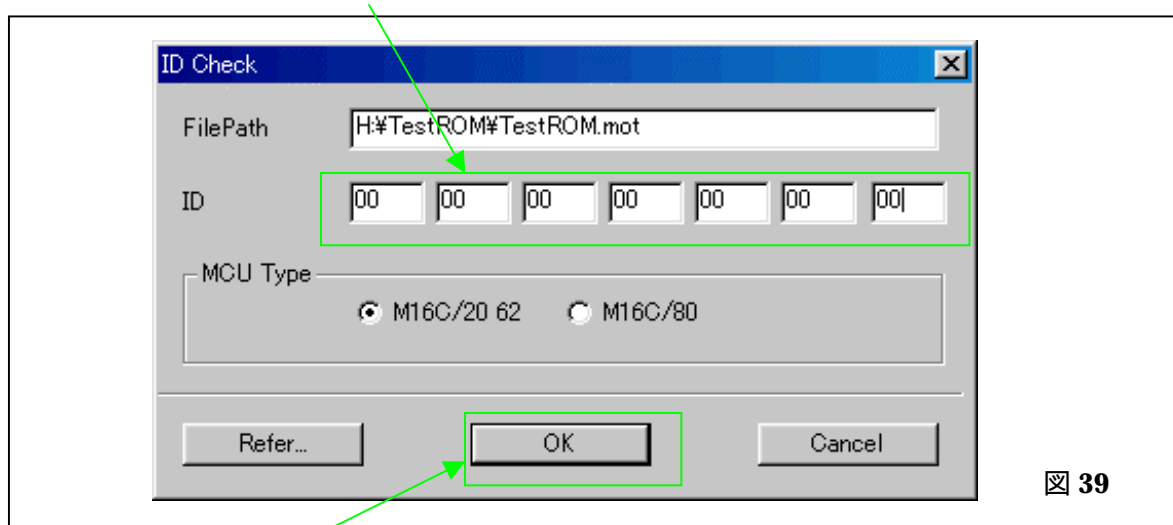 ID Check
FilePath H:¥TestROM¥TestROM.mot
ID 00 00 00 00 00 00 00
MCU Type
M16C/20 62 M16C/80
Refer... OK Cancel
図 39